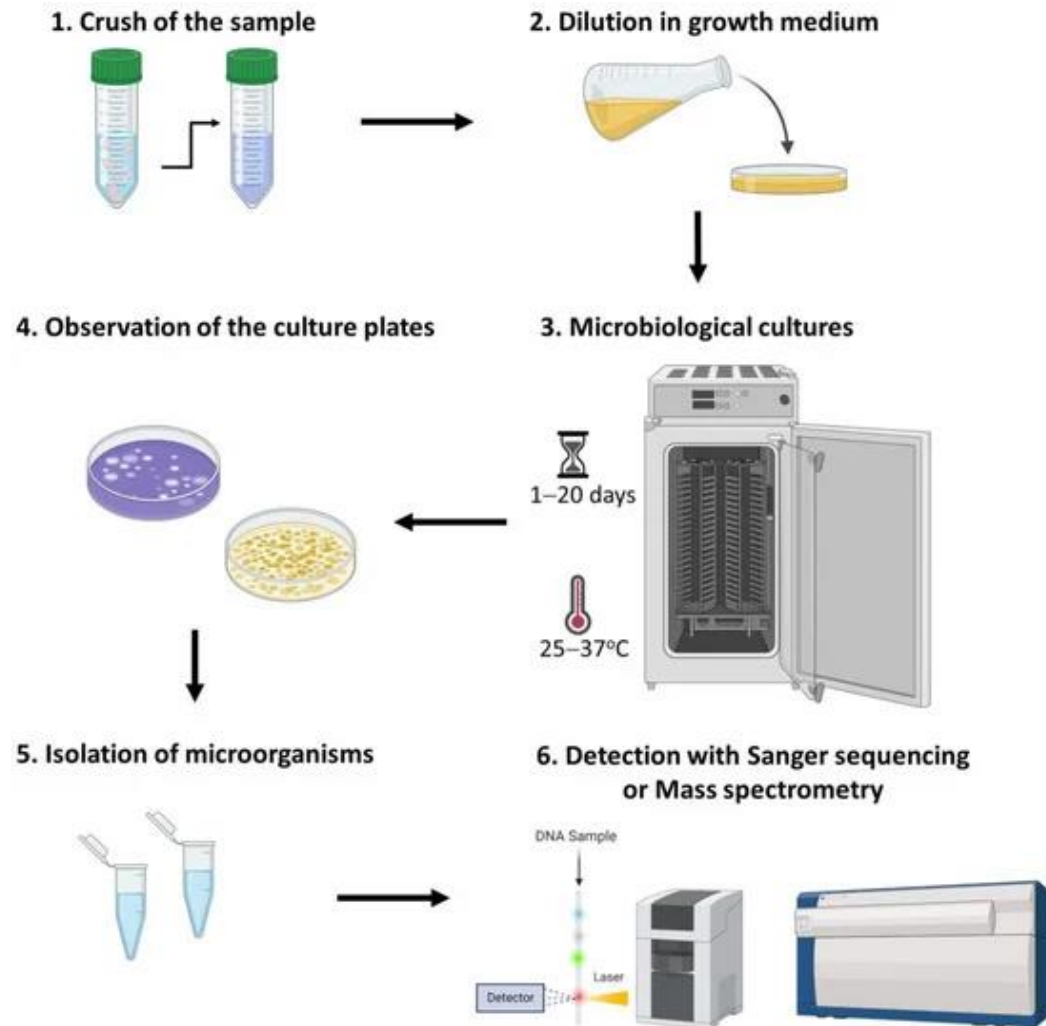 1. Crush of the sample
2. Dilution in growth medium
4. Observation of the culture plates
3. Microbiological cultures
1–20 days
25–37°C
5. Isolation of microorganisms
6. Detection with Sanger sequencing
or Mass spectrometry
DNA Sample
Laser
Detector